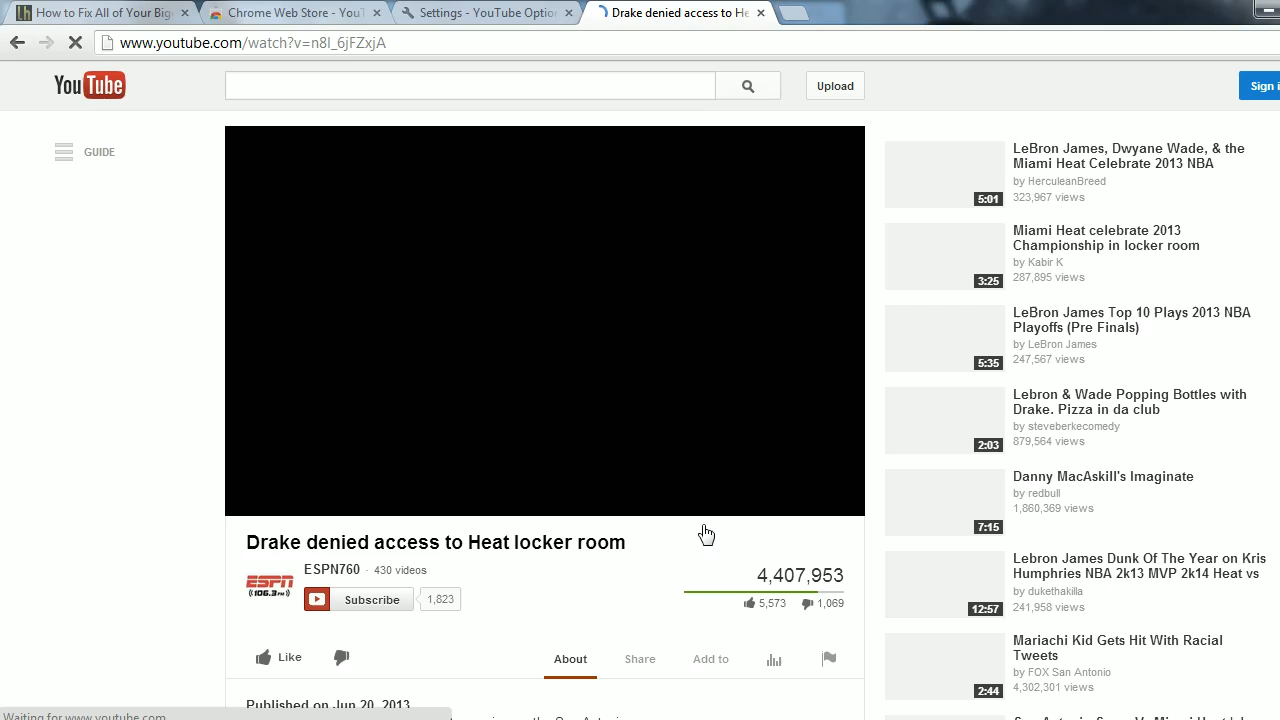 How to Fix All of Your Big
Chrome Web Store - YouT
Settings - YouTube Optio
Drake denied access to He
www.youtube.com/watch?v=n8l_6jFZxjA
YouTube
Upload
Sign i
GUIDE
LeBron James, Dwyane Wade, & the
Miami Heat Celebrate 2013 NBA
by HerculeanBreed
323,967 views
5:01
Miami Heat celebrate 2013
Championship in locker room
by Kabir K
287,895 views
3:25
LeBron James Top 10 Plays 2013 NBA
Playoffs (Pre Finals)
by LeBron James
247,567 views
5:35
Lebron & Wade Popping Bottles with
Drake. Pizza in da club
by steveberkecomedy
879,564 views
2:03
Danny MacAskill's Imaginate
by redbull
1,860,369 views
7:15
Lebron James Dunk Of The Year on Kris
Humphries NBA 2k13 MVP 2k14 Heat vs
by dukethakilla
241,958 views
12:57
Mariachi Kid Gets Hit With Racial
Tweets
by FOX San Antonio
4,302,301 views
2:44
Drake denied access to Heat locker room
ESPN
106.3 FM
ESPN760 · 430 videos
Subscribe 1,823
4,407,953
5,573 1,069
Like
About Share Add to
Published on Jun 20, 2013
Waiting for www.youtube.com